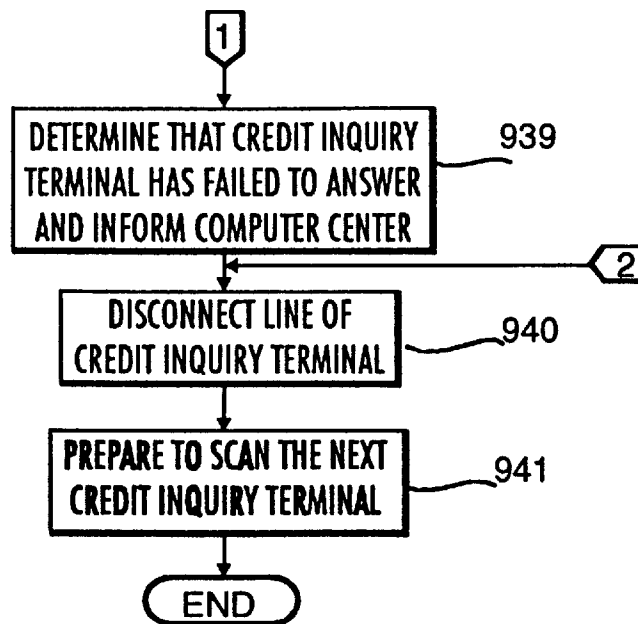 1
DETERMINE THAT CREDIT INQUIRY
TERMINAL HAS FAILED TO ANSWER
AND INFORM COMPUTER CENTER
939
2
DISCONNECT LINE OF
CREDIT INQUIRY TERMINAL
940
PREPARE TO SCAN THE NEXT
CREDIT INQUIRY TERMINAL
941
END